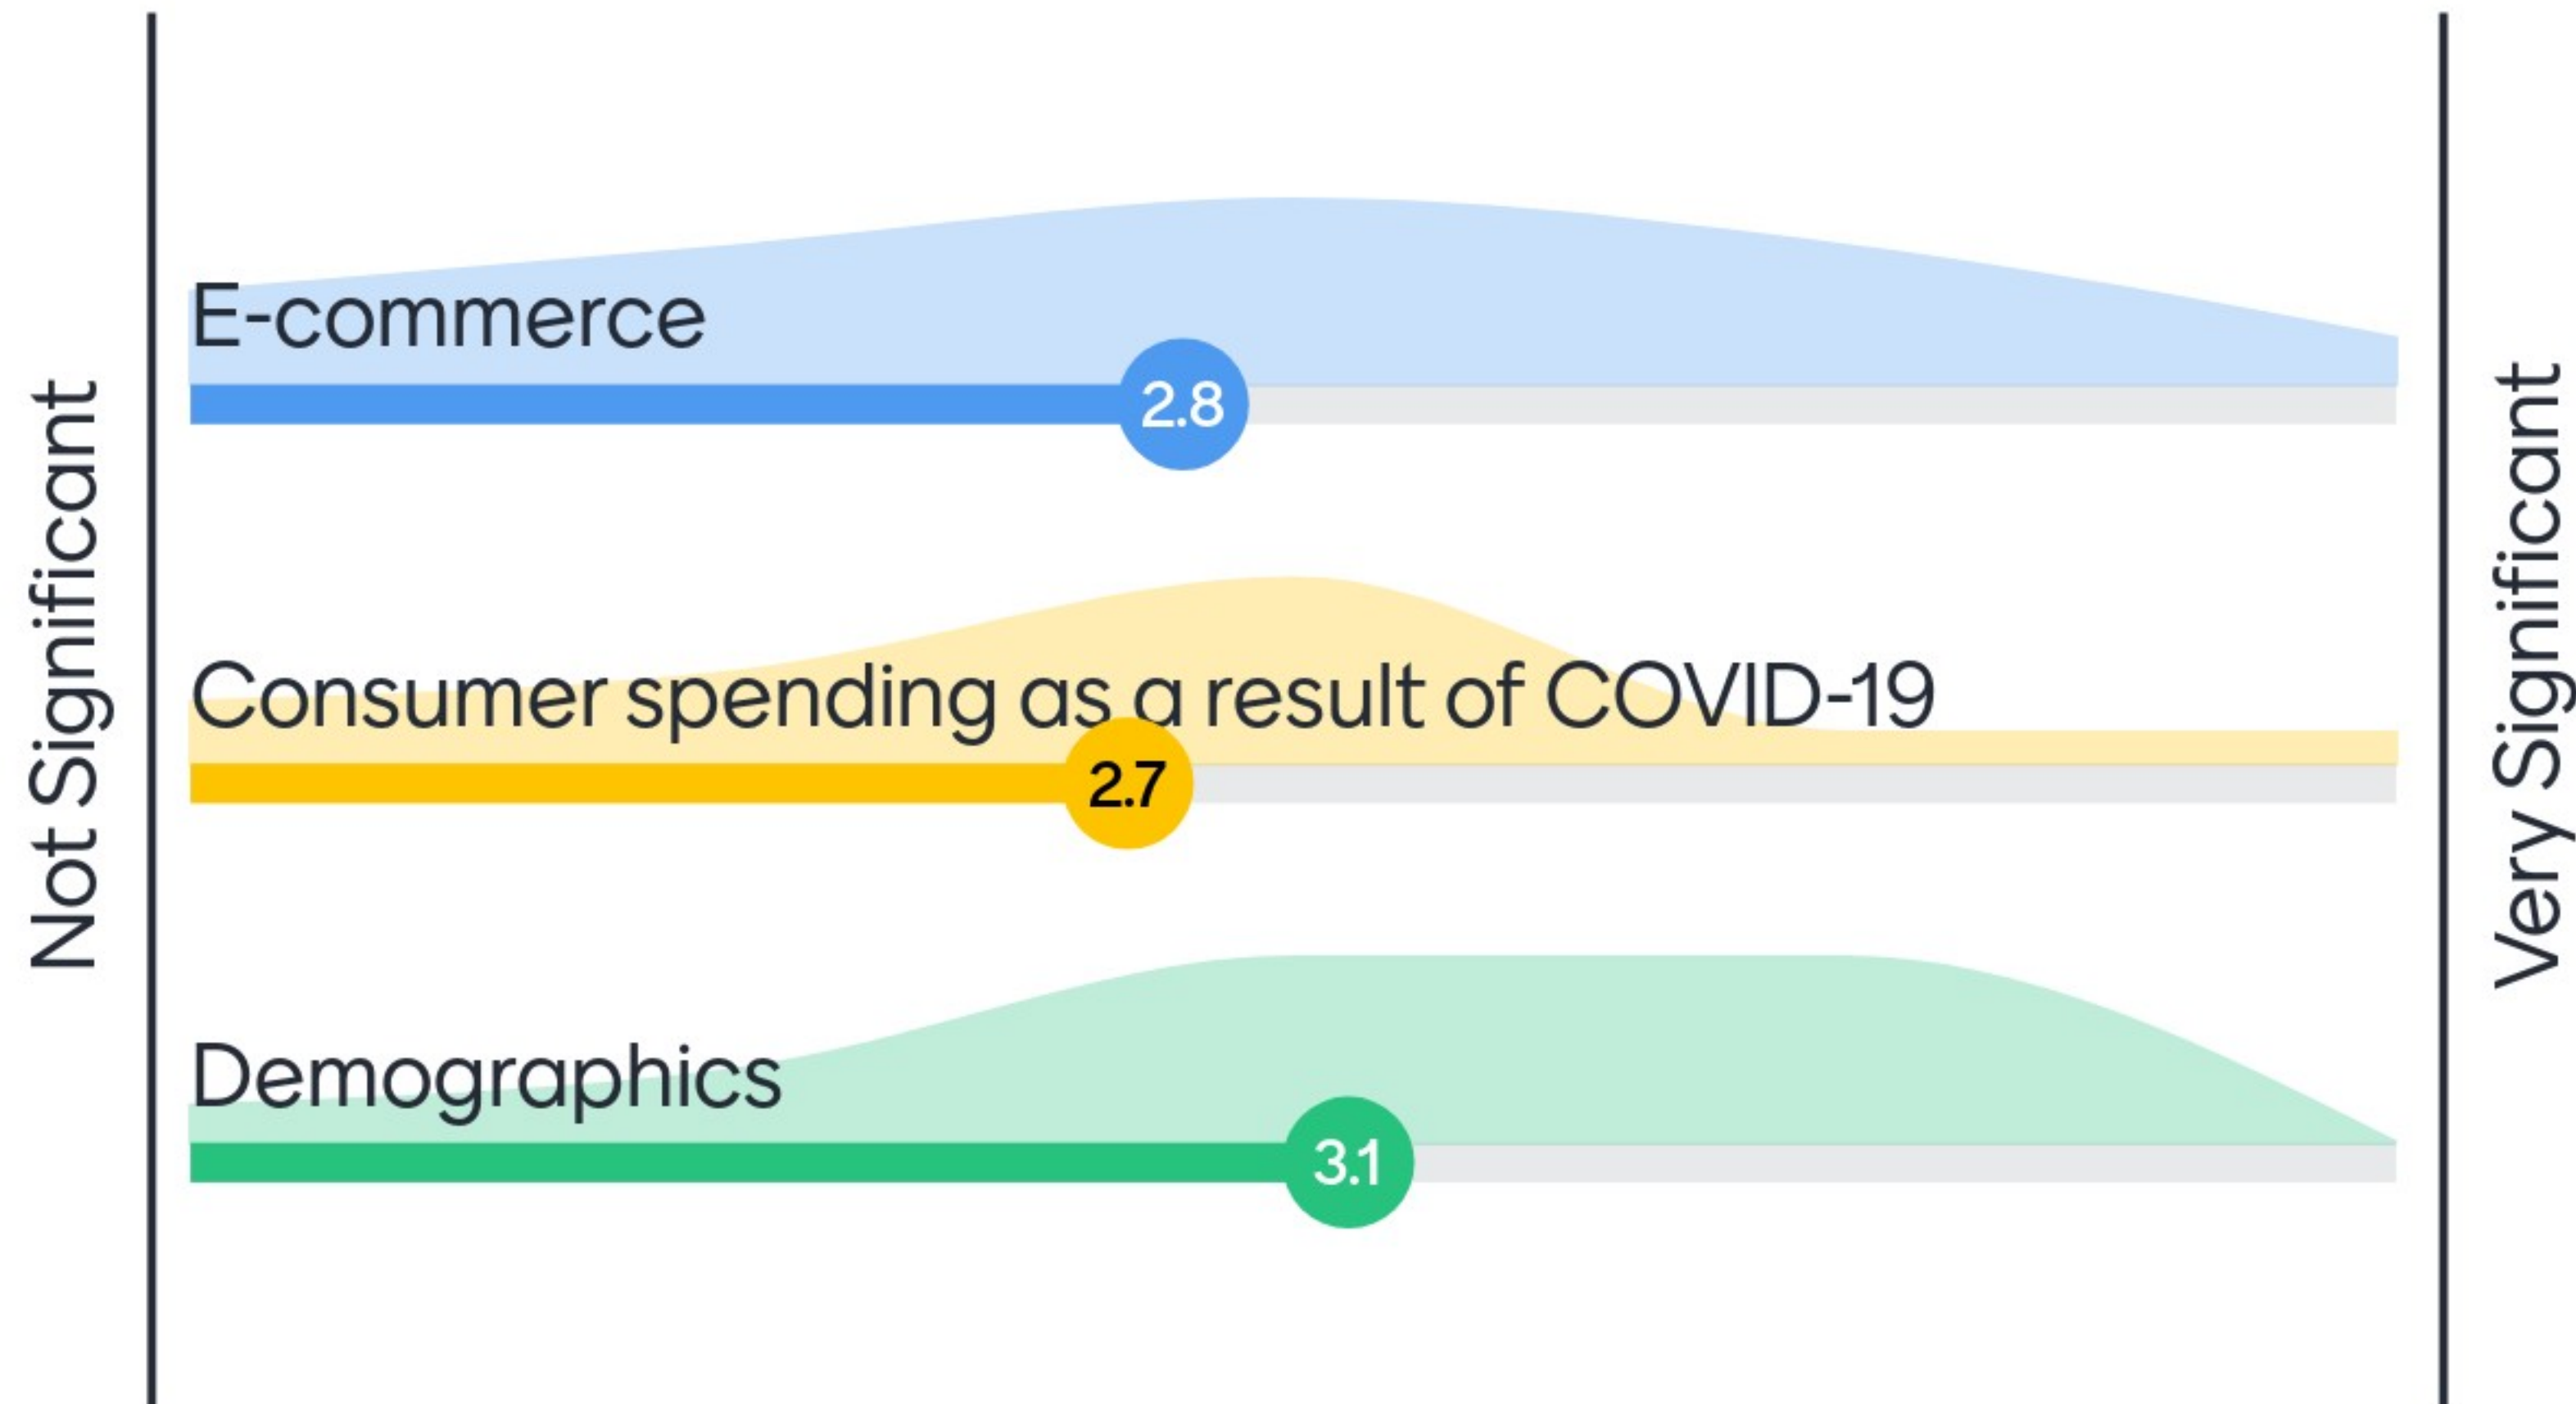 Not Significant
E-commerce
2.8
Consumer spending as a result of COVID-19
2.7
Demographics
3.1
Very Significant